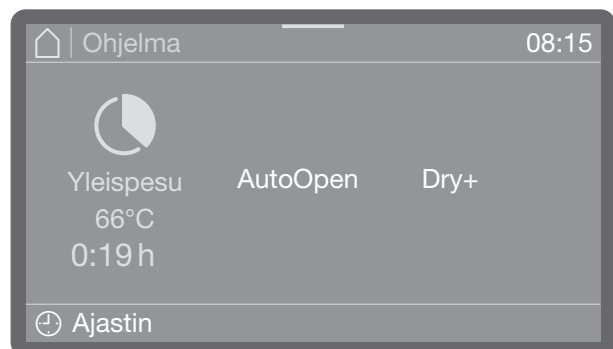 Ohjelma 08:15
Yleispesu AutoOpen Dry+
66°C
0:19 h
Ajastin